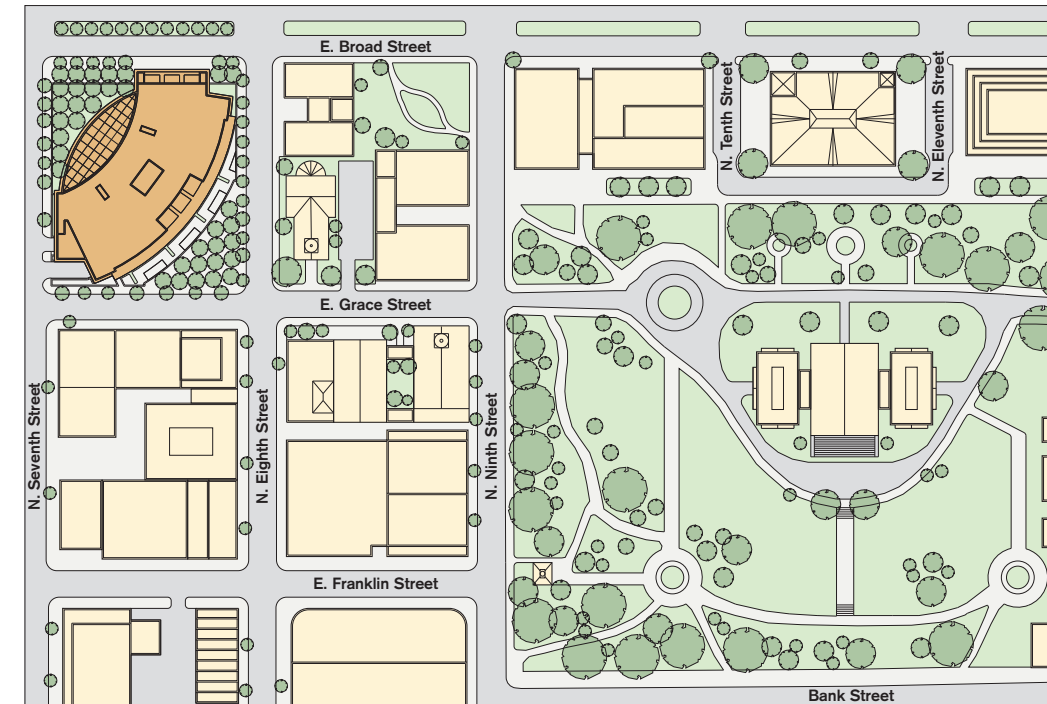 E. Broad Street
N. Tenth Street
N. Eleventh Street
E. Grace Street
N. Seventh Street
N. Eighth Street
N. Ninth Street
E. Franklin Street
Bank Street